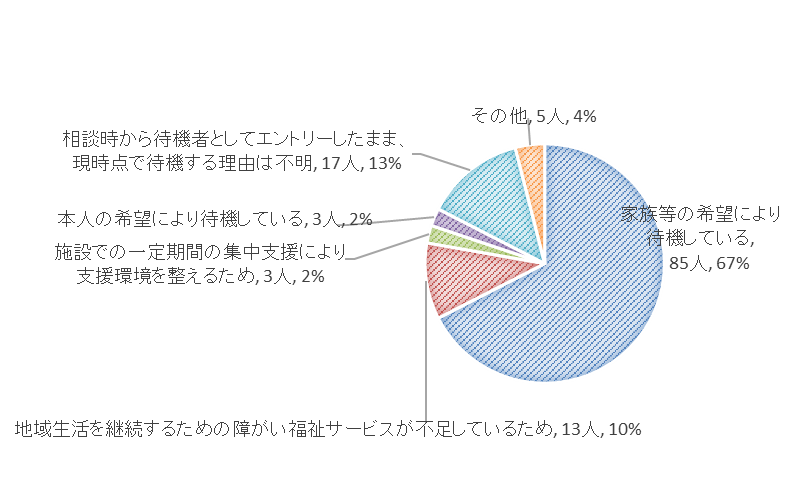 その他, 5人, 4%
相談時から待機者としてエントリーしたまま、
現時点で待機する理由は不明, 17人, 13%
家族等の希望により
待機している,
85人, 67%
本人の希望により待機している, 3人, 2%
施設での一定期間の集中支援により
支援環境を整えるため, 3人, 2%
地域生活を継続するための障がい福祉サービスが不足しているため, 13人, 10%